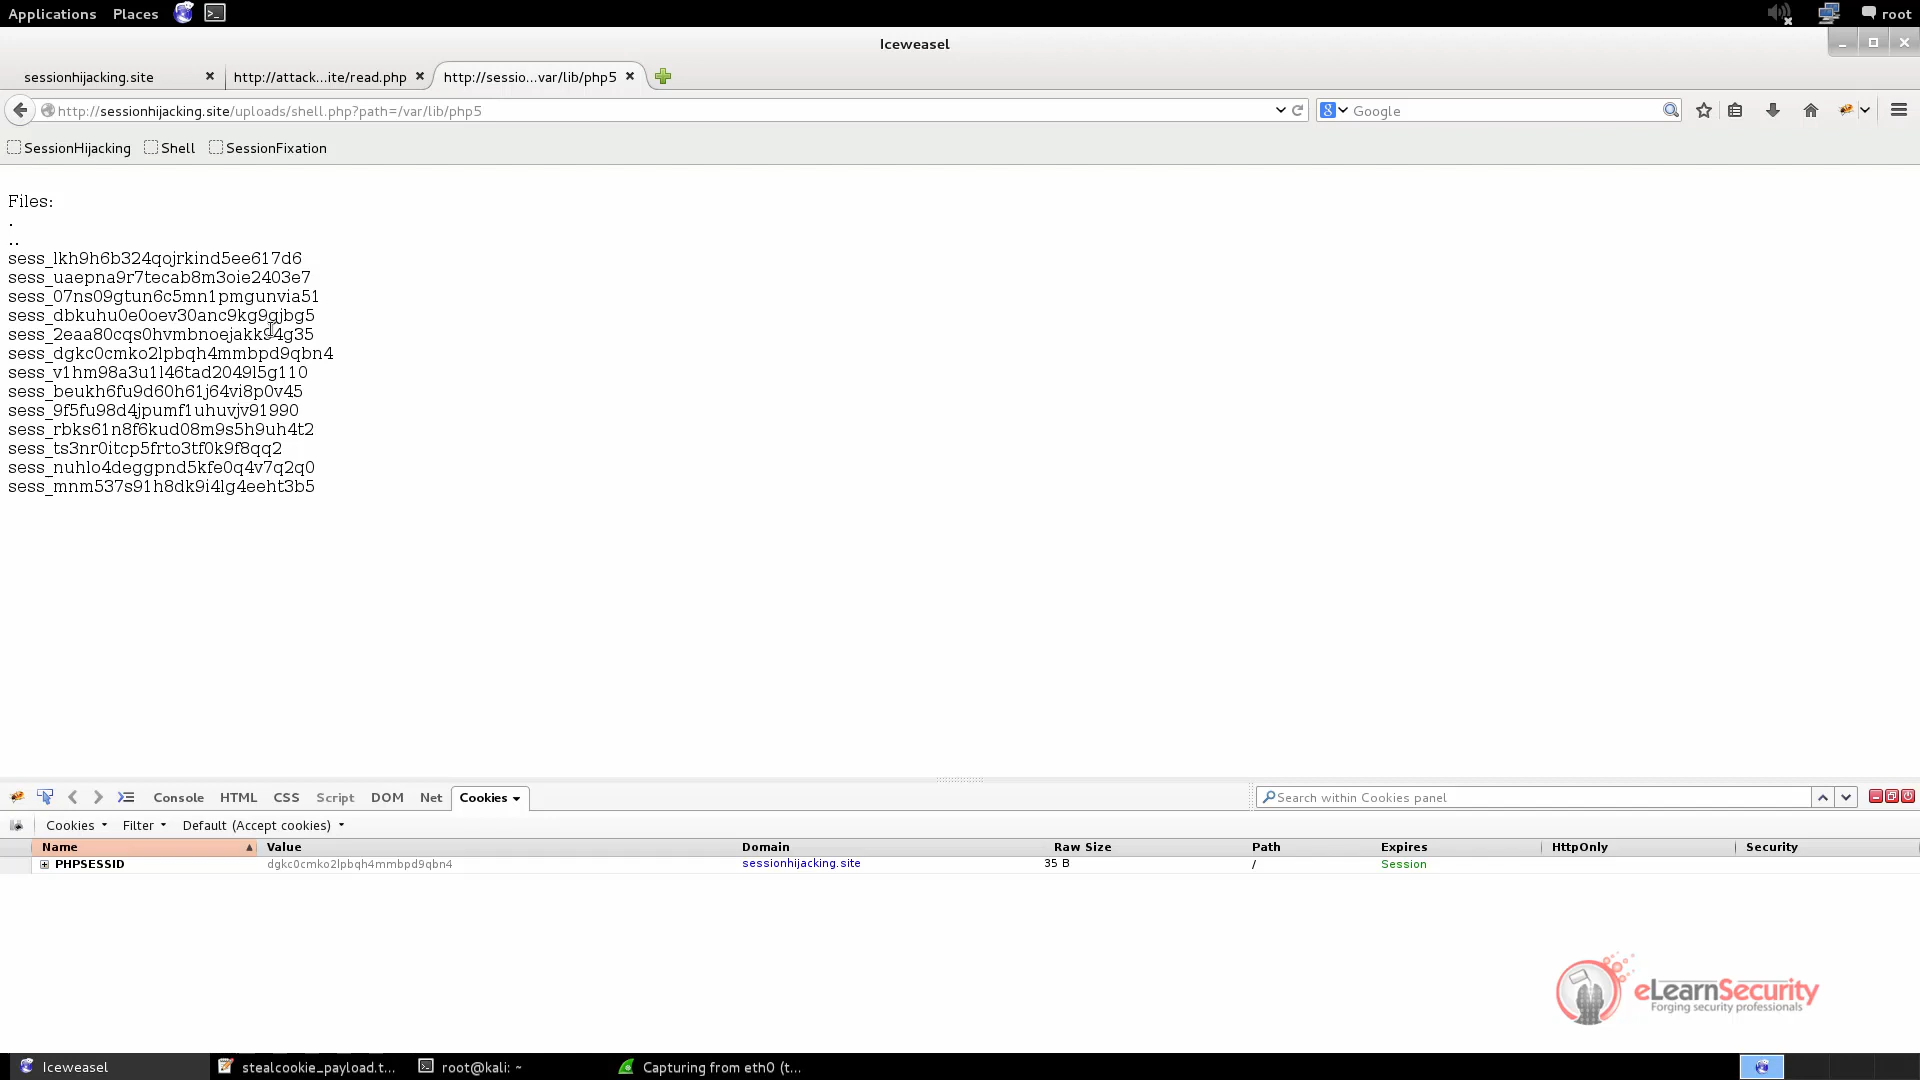 Applications Places root
Iceweasel
sessionhijacking.site http://attack...ite/read.php http://sessio...var/lib/php5
http://sessionhijacking.site/uploads/shell.php?path=/var/lib/php5 8 Google
SessionHijacking Shell SessionFixation
Files:
.
..
sess_lkh9h6b324qojrkind5ee617d6
sess_uaepna9r7tecab8m3oie2403e7
sess_07ns09gtun6c5mn1pmgunvia51
sess_dbkuhu0e0oev30anc9kg9gjbg5
sess_2eaa80cqs0hvmbnoejakk94g35
sess_dgkc0cmko2lpbqh4mmbpd9qbn4
sess_v1hm98a3u1l46tad2049l5g110
sess_beukh6fu9d60h61j64vi8p0v45
sess_9f5fu98d4jpumf1uhuvjv91990
sess_rbks61n8f6kud08m9s5h9uh4t2
sess_ts3nr0itcp5frto3tf0k9f8qq2
sess_nuhlo4deggpnd5kfe0q4v7q2q0
sess_mnm537s91h8dk9i4lg4eeht3b5
Console HTML CSS Script DOM Net Cookies Search within Cookies panel
Cookies Filter Default (Accept cookies)
Name Value Domain Raw Size Path Expires HttpOnly Security
PHPSESSID dgkc0cmko2lpbqh4mmbpd9qbn4 sessionhijacking.site 35 B / Session
eLearnSecurity
Forging security professionals
Iceweasel stealcookie_payload.t... root@kali: ~ Capturing from eth0 (t...